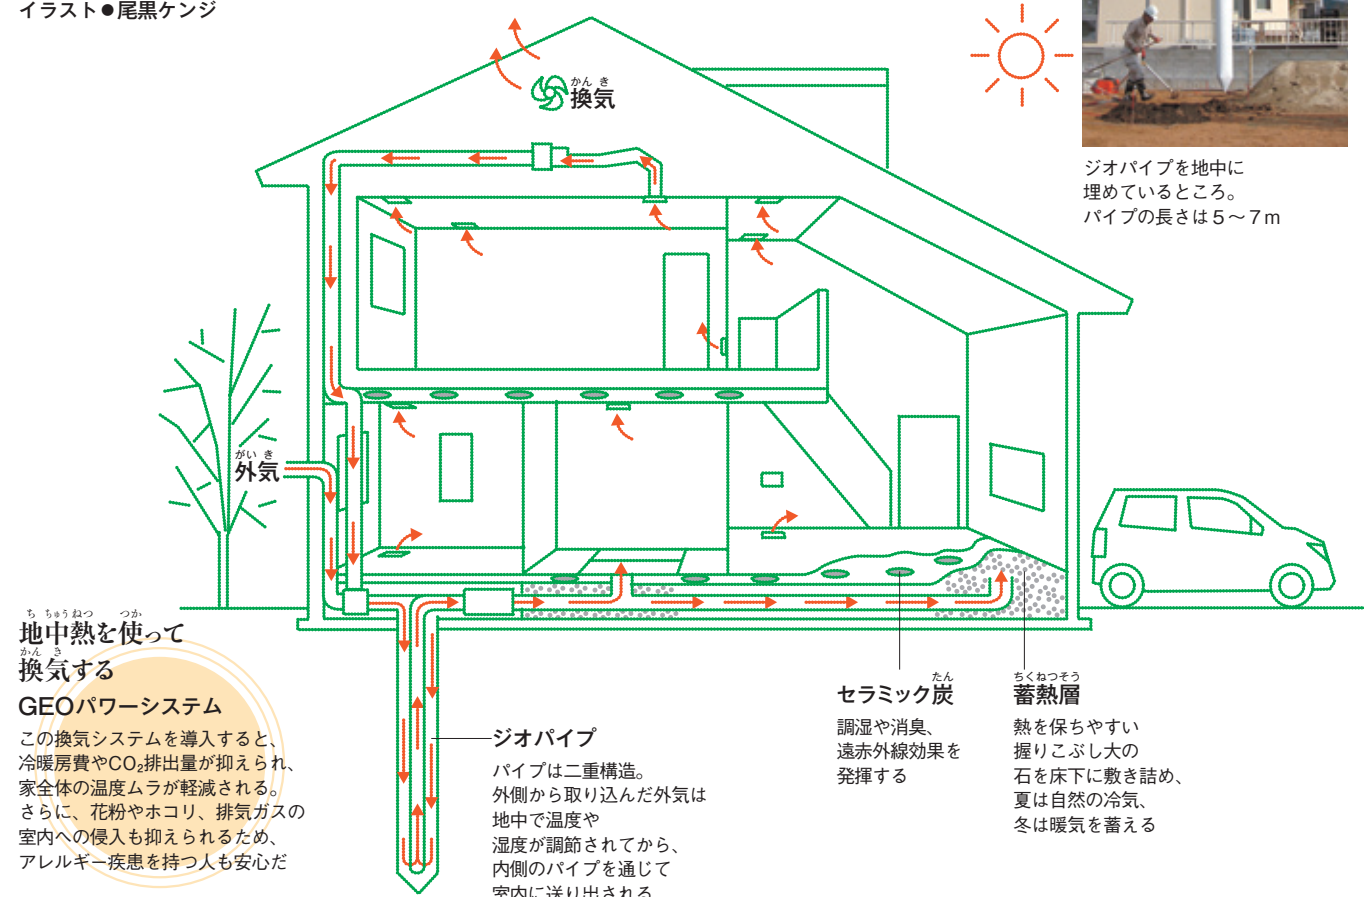 イラスト●尾黒ケンジ
換気
かんき
ジオパイプを地中に
埋めているところ。
パイプの長さは5〜7m
外気
がいき
地中熱を使って
ちちゅうねつ つか
換気する
かんき
GEOパワーシステム
この換気システムを導入すると、
冷暖房費やCO₂排出量が抑えられ、
家全体の温度ムラが軽減される。
さらに、花粉やホコリ、排気ガスの
室内への侵入も抑えられるため、
アレルギー疾患を持つ人も安心だ
ジオパイプ
パイプは二重構造。
外側から取り込んだ外気は
地中で温度や
湿度が調節されてから、
内側のパイプを通じて
室内に送り出される
セラミック炭
たん
調湿や消臭、
遠赤外線効果を
発揮する
蓄熱層
ちくねつそう
熱を保ちやすい
握りこぶし大の
石を床下に敷き詰め、
夏は自然の冷気、
冬は暖気を蓄える